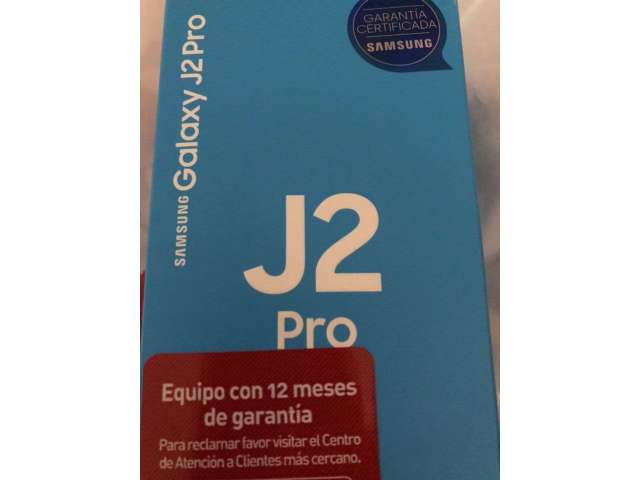 GARANTÍA
CERTIFICADA
SAMSUNG
SAMSUNG Galaxy J2 Pro
J2
Pro
Equipo con 12 meses
de garantía
Para reclamar favor visitar el Centro
de Atención a Clientes más cercano.